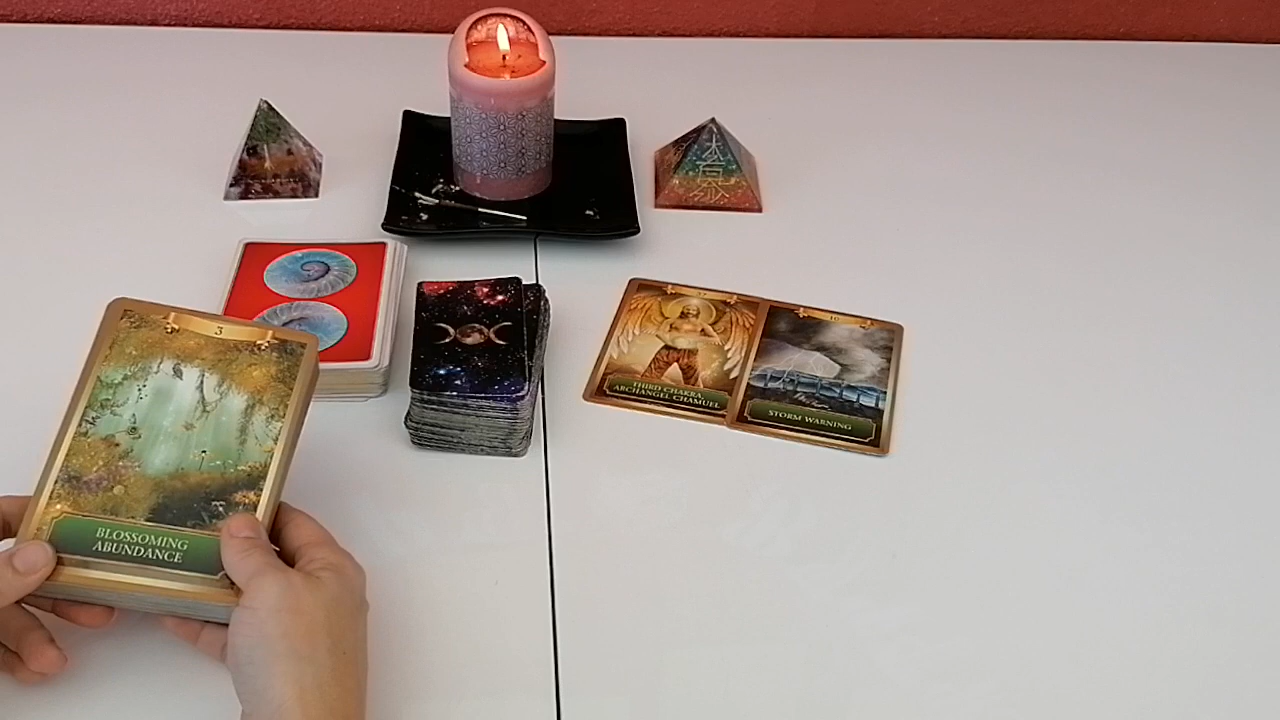 3
BLOSSOMING
ABUNDANCE
THIRD CHAKRA,
ARCHANGEL CHAMUEL
10
STORM WARNING